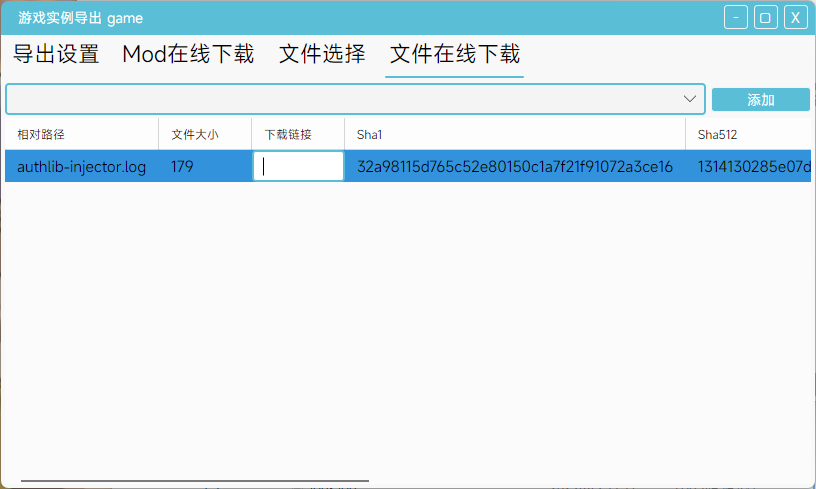 游戏实例导出 game
- X
导出设置 Mod在线下载 文件选择 文件在线下载
添加
相对路径 文件大小 下载链接 Sha1 Sha512
authlib-injector.log 179 32a98115d765c52e80150c1a7f21f91072a3ce16 1314130285e07d